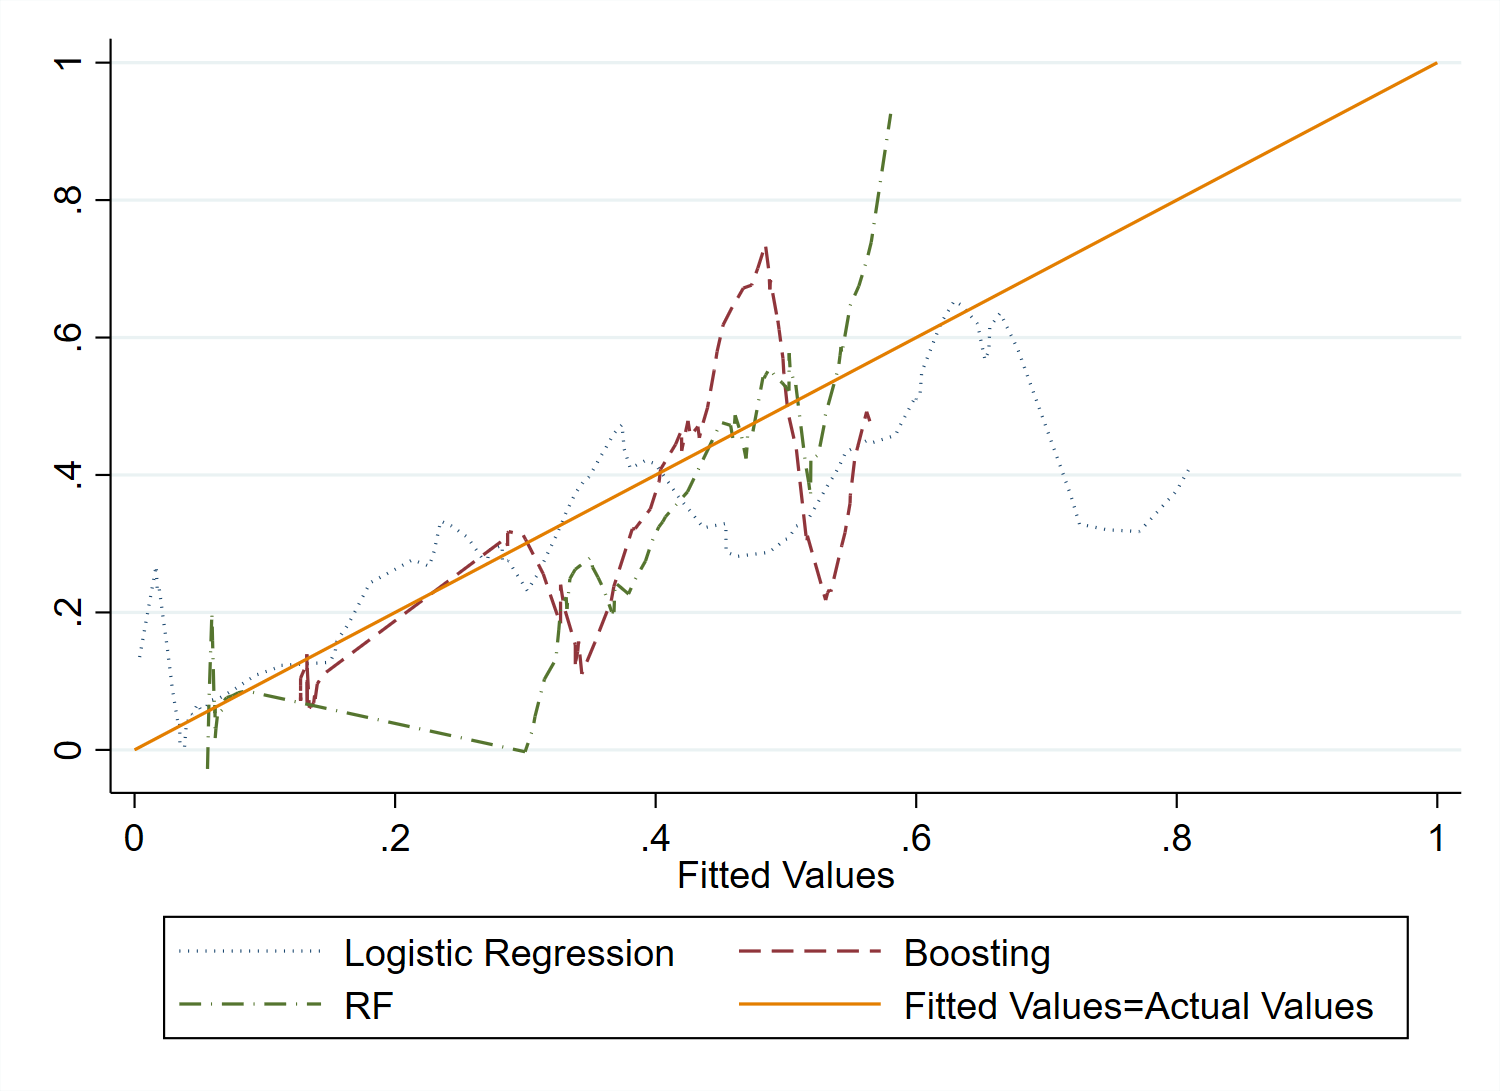 1
.8
.6
.4
.2
0
0 .2 .4 .6 .8 1
Fitted Values
Logistic Regression Boosting
RF Fitted Values=Actual Values